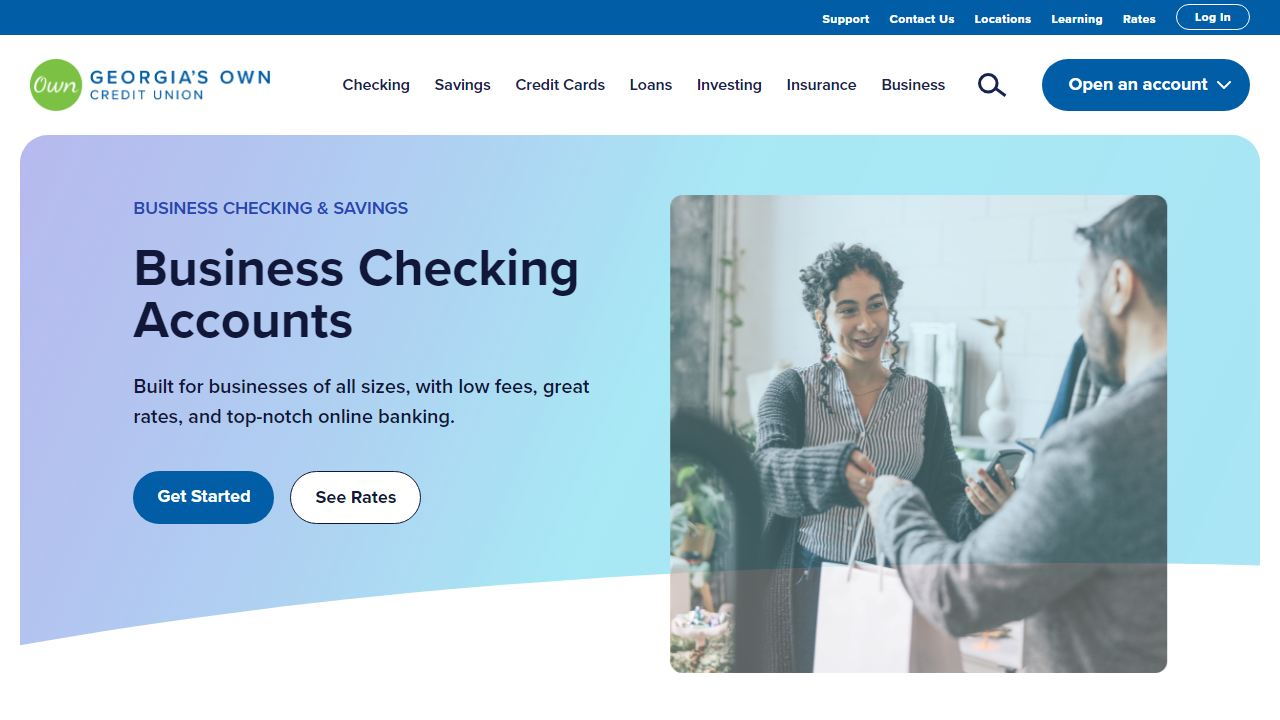 Support Contact Us Locations Learning Rates Log In
Own GEORGIA'S OWN
CREDIT UNION
Checking Savings Credit Cards Loans Investing Insurance Business Open an account
BUSINESS CHECKING & SAVINGS
Business Checking
Accounts
Built for businesses of all sizes, with low fees, great
rates, and top-notch online banking.
Get Started See Rates